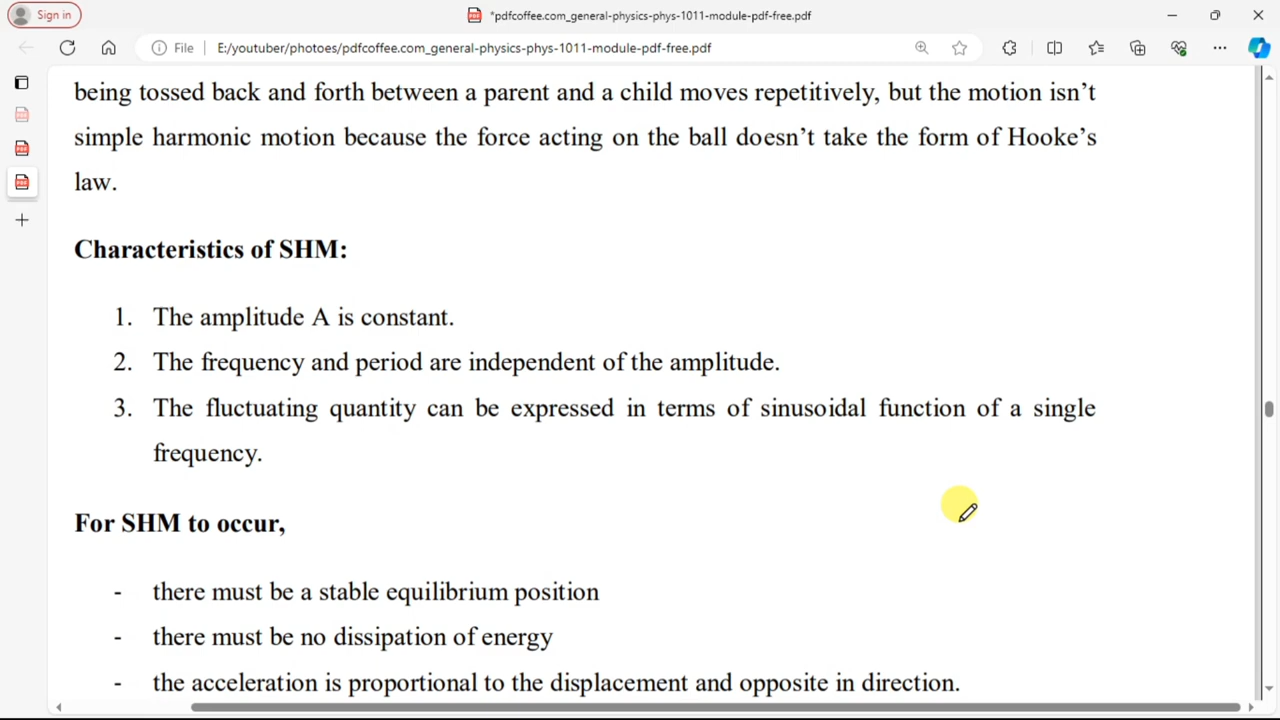 Sign in
*pdfcoffee.com_general-physics-phys-1011-module-pdf-free.pdf
File
E:/youtuber/photoes/pdfcoffee.com_general-physics-phys-1011-module-pdf-free.pdf
being tossed back and forth between a parent and a child moves repetitively, but the motion isn’t
simple harmonic motion because the force acting on the ball doesn’t take the form of Hooke’s
law.
Characteristics of SHM:
1. The amplitude A is constant.
2. The frequency and period are independent of the amplitude.
3. The fluctuating quantity can be expressed in terms of sinusoidal function of a single
frequency.
For SHM to occur,
- there must be a stable equilibrium position
- there must be no dissipation of energy
- the acceleration is proportional to the displacement and opposite in direction.